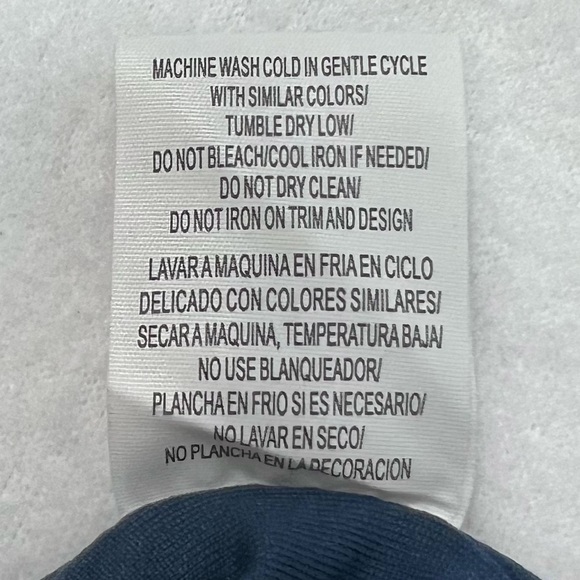 MACHINE WASH COLD IN GENTLE CYCLE
WITH SIMILAR COLORS/
TUMBLE DRY LOW/
DO NOT BLEACH/COOL IRON IF NEEDED/
DO NOT DRY CLEAN/
DO NOT IRON ON TRIM AND DESIGN
LAVAR A MAQUINA EN FRIA EN CICLO
DELICADO CON COLORES SIMILARES/
SECAR A MAQUINA, TEMPERATURA BAJA/
NO USE BLANQUEADOR/
PLANCHA EN FRIO SI ES NECESARIO/
NO LAVAR EN SECO/
NO PLANCHA EN LA DECORACION